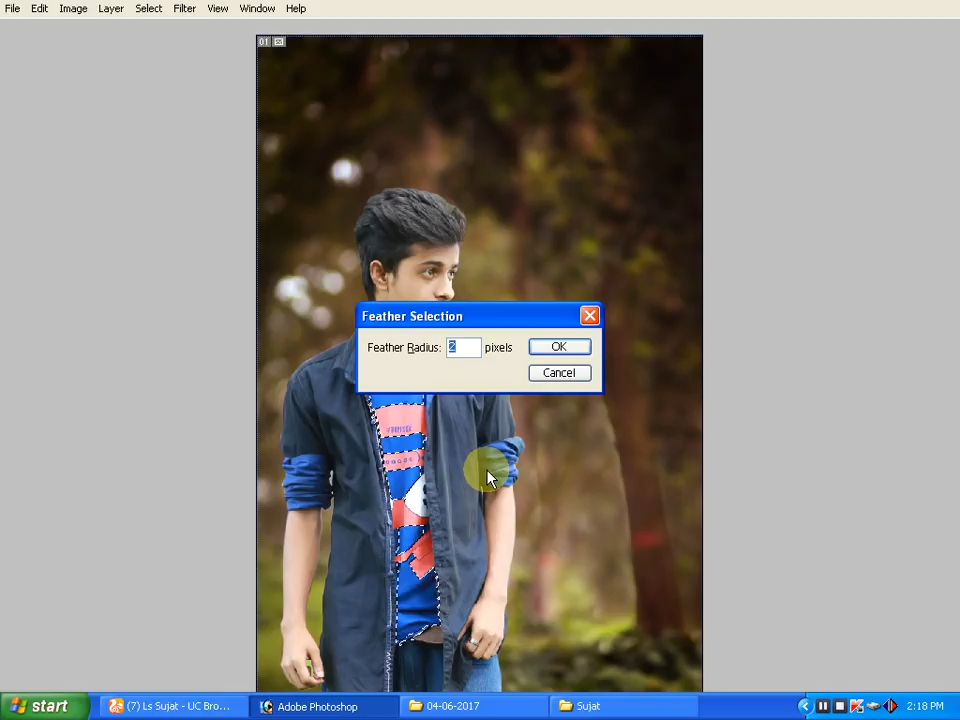 File Edit Image Layer Select Filter View Window Help
01
Feather Selection
Feather Radius: 2 pixels
OK
Cancel
start
(7) Ls Sujat - UC Bro...
Adobe Photoshop
04-06-2017
Sujat
2:18 PM